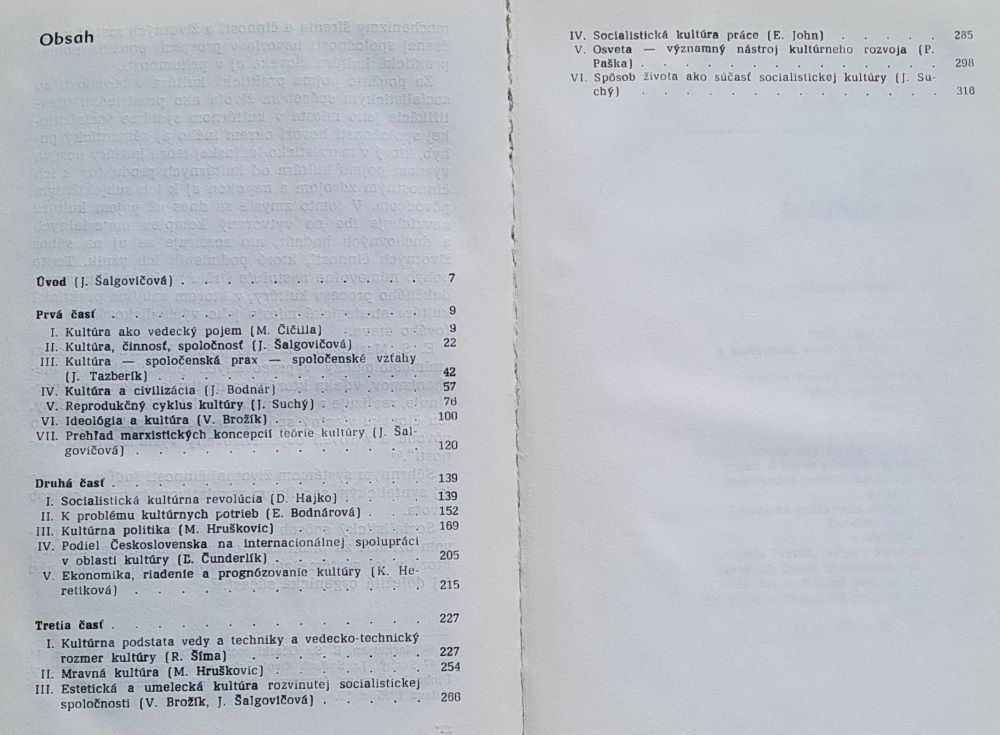 Obsah
Úvod (J. Šalgovičová) . . . . . . . . . . . . 7
Prvá časť . . . . . . . . . . . . . . . 9
I. Kultúra ako vedecký pojem (M. Čičilla) . . . . 9
II. Kultúra, činnosť, spoločnosť (J. Šalgovičová) . . . 22
III. Kultúra — spoločenská prax — spoločenské vzťahy
(J. Tazberík) . . . . . . . . . . . . . 42
IV. Kultúra a civilizácia (J. Bodnár) . . . . . . 57
V. Reprodukčný cyklus kultúry (J. Suchý) . . . . . 76
VI. Ideológia a kultúra (V. Brožík) . . . . . . . 100
VII. Prehľad marxistických koncepcií teórie kultúry (J. Šal-
govičová) . . . . . . . . . . . . . . 120
Druhá časť . . . . . . . . . . . . . . . 139
I. Socialistická kultúrna revolúcia (D. Hajko) . . . . 139
II. K problému kultúrnych potrieb (E. Bodnárová) . . . 152
III. Kultúrna politika (M. Hruškovic) . . . . . . . 169
IV. Podiel Československa na internacionálnej spolupráci
v oblasti kultúry (E. Čunderlík) . . . . . . . 205
V. Ekonomika, riadenie a prognózovanie kultúry (K. He-
retiková) . . . . . . . . . . . . . . 215
Tretia časť . . . . . . . . . . . . . . . 227
I. Kultúrna podstata vedy a techniky a vedecko-technický
rozmer kultúry (R. Šíma) . . . . . . . . . 227
II. Mravná kultúra (M. Hruškovic) . . . . . . . 254
III. Estetická a umelecká kultúra rozvinutej socialistickej
spoločnosti (V. Brožík, J. Šalgovičová) . . . . . 266
IV. Socialistická kultúra práce (E. John) . . . . . 285
V. Osveta — významný nástroj kultúrneho rozvoja (P.
Paška) . . . . . . . . . . . . . . . 298
VI. Spôsob života ako súčasť socialistickej kultúry (J. Su-
chý) . . . . . . . . . . . . . . . 316